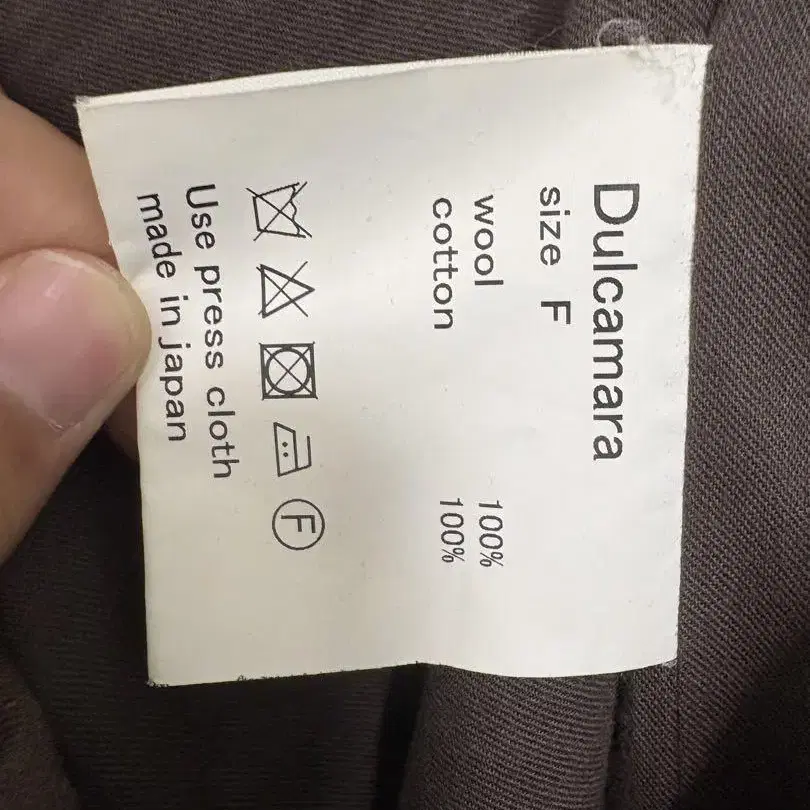 Dulcamara
size F
wool 100%
cotton 100%
F
Use press cloth
made in japan